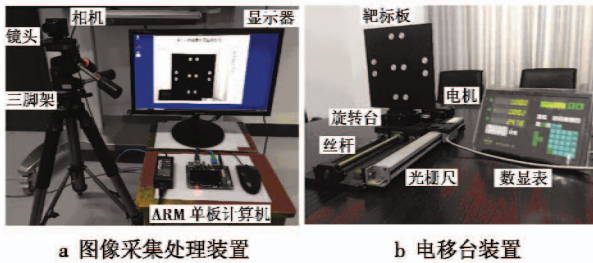 相机
显示器
镜头
三脚架
ARM 单板计算机
a 图像采集处理装置
靶标板
电机
旋转台
丝杆
光栅尺
数显表
b 电移台装置